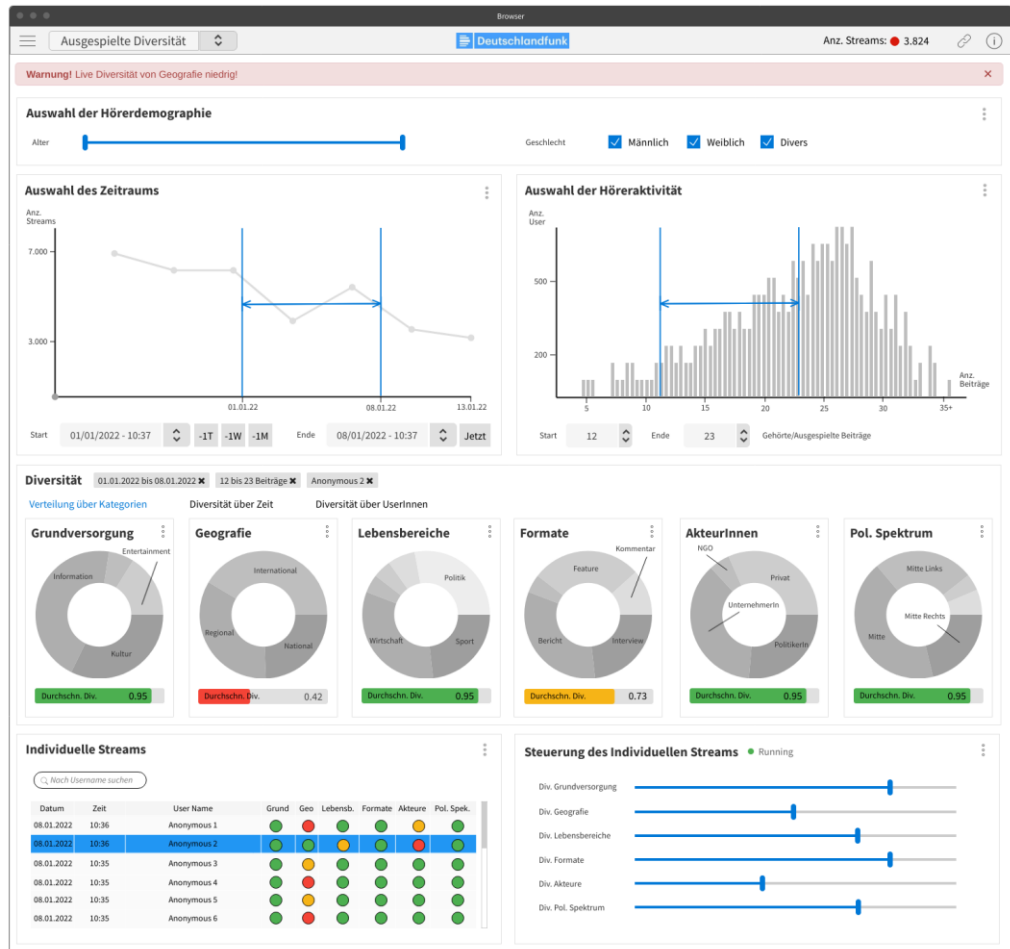 Browser
Ausgespielte Diversität
Deutschlandfunk
Anz. Streams: 3.824
Warnung! Live Diversität von Geografie niedrig!
Auswahl der Hörerdemographie
Alter
Geschlecht
Männlich
Weiblich
Divers
Auswahl des Zeitraums
Anz.
Streams
7.000
3.000
01.01.22
08.01.22
13.01.22
Start
01/01/2022 - 10:37
-1T
-1W
-1M
Ende
08/01/2022 - 10:37
Jetzt
Auswahl der Höreraktivität
Anz.
User
500
200
Anz.
Beiträge
5
10
15
20
25
30
35+
Start
12
Ende
23
Gehörte/Ausgespielte Beiträge
Diversität
01.01.2022 bis 08.01.2022 ✖
12 bis 23 Beiträge ✖
Anonymous 2 ✖
Verteilung über Kategorien
Diversität über Zeit
Diversität über UserInnen
Grundversorgung
Entertainment
Information
Kultur
Durchschn. Div. 0.95
Geografie
International
Regional
National
Durchschn. Div. 0.42
Lebensbereiche
Politik
Wirtschaft
Sport
Durchschn. Div. 0.95
Formate
Kommentar
Feature
Bericht
Interview
Durchschn. Div. 0.73
AkteurInnen
NGO
Privat
UnternehmerIn
PolitikerIn
Durchschn. Div. 0.95
Pol. Spektrum
Mitte Links
Mitte Rechts
Mitte
Durchschn. Div. 0.95
Individuelle Streams
Nach Username suchen
Datum Zeit User Name Grund Geo Lebensb. Formate Akteure Pol. Spek.
08.01.2022 10:36 Anonymous 1
08.01.2022 10:36 Anonymous 2
08.01.2022 10:35 Anonymous 3
08.01.2022 10:35 Anonymous 4
08.01.2022 10:35 Anonymous 5
08.01.2022 10:35 Anonymous 6
Steuerung des Individuellen Streams
Running
Div. Grundversorgung
Div. Geografie
Div. Lebensbereiche
Div. Formate
Div. Akteure
Div. Pol. Spektrum